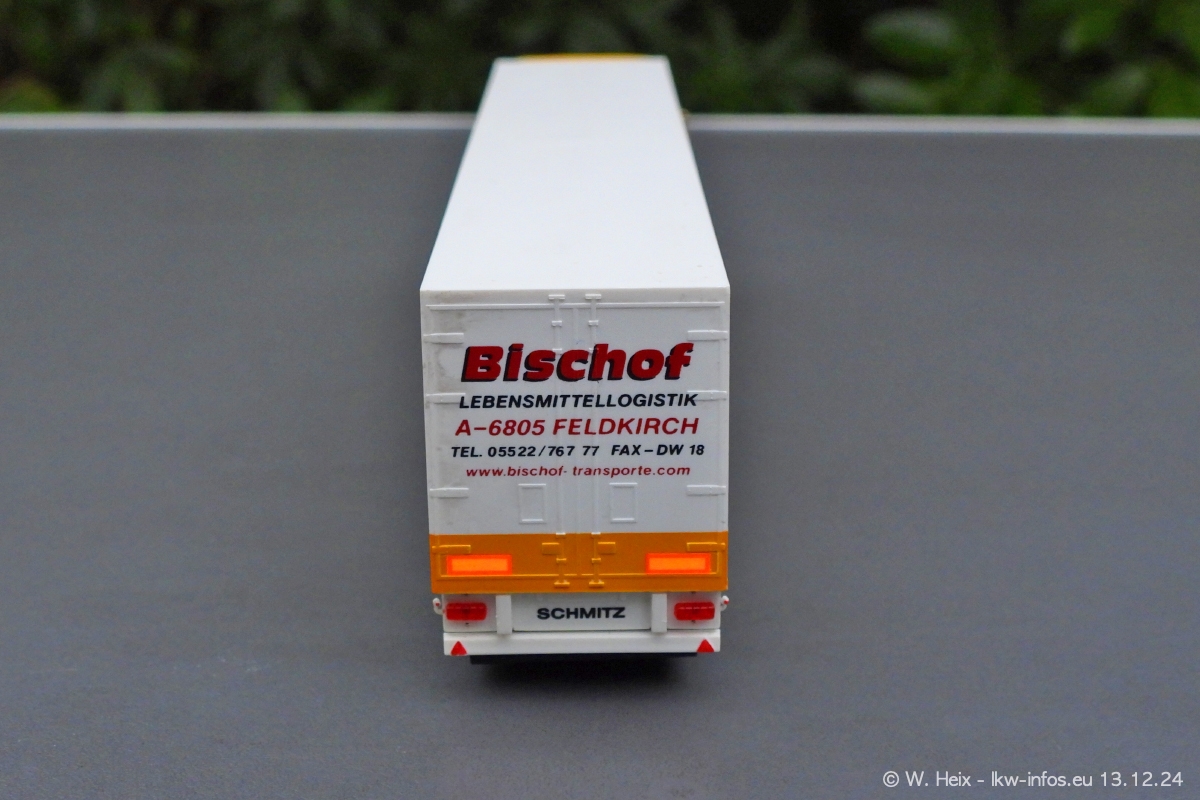 Bischof
LEBENSMITTELLOGISTIK
A-6805 FELDKIRCH
TEL. 05522/767 77 FAX-DW 18
www.bischof-transporte.com
SCHMITZ
© W. Heix - lkw-infos.eu 13.12.24